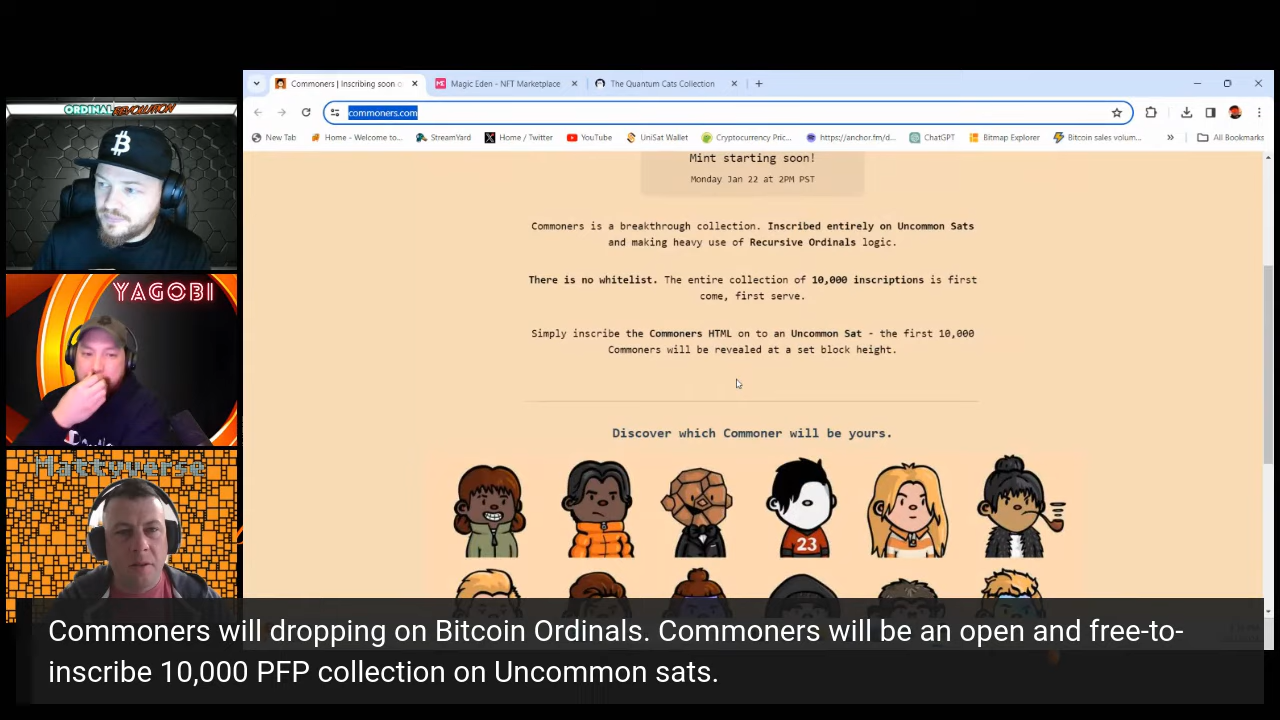 ORDINAL REVOLUTION
YAGOBI
Mattyverse
Commoners | Inscribing soon o
Magic Eden - NFT Marketplace
The Quantum Cats Collection
commoners.com
New Tab
Home - Welcome to...
StreamYard
Home / Twitter
YouTube
UniSat Wallet
Cryptocurrency Pric...
https://anchor.fm/d...
ChatGPT
Bitmap Explorer
Bitcoin sales volum...
»
All Bookmarks
Mint starting soon!
Monday Jan 22 at 2PM PST
Commoners is a breakthrough collection. Inscribed entirely on Uncommon Sats
and making heavy use of Recursive Ordinals logic.
There is no whitelist. The entire collection of 10,000 inscriptions is first
come, first serve.
Simply inscribe the Commoners HTML on to an Uncommon Sat - the first 10,000
Commoners will be revealed at a set block height.
Discover which Commoner will be yours.
23
Commoners will dropping on Bitcoin Ordinals. Commoners will be an open and free-to-
inscribe 10,000 PFP collection on Uncommon sats.